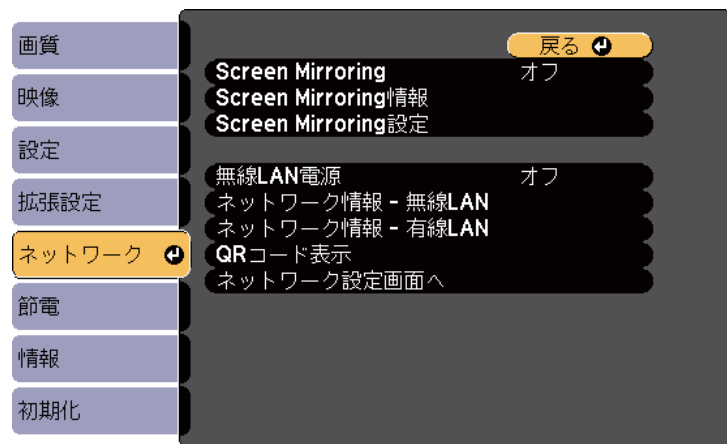 画質
映像
設定
拡張設定
ネットワーク
節電
情報
初期化
戻る
Screen Mirroring オフ
Screen Mirroring情報
Screen Mirroring設定
無線LAN電源 オフ
ネットワーク情報 - 無線LAN
ネットワーク情報 - 有線LAN
QRコード表示
ネットワーク設定画面へ